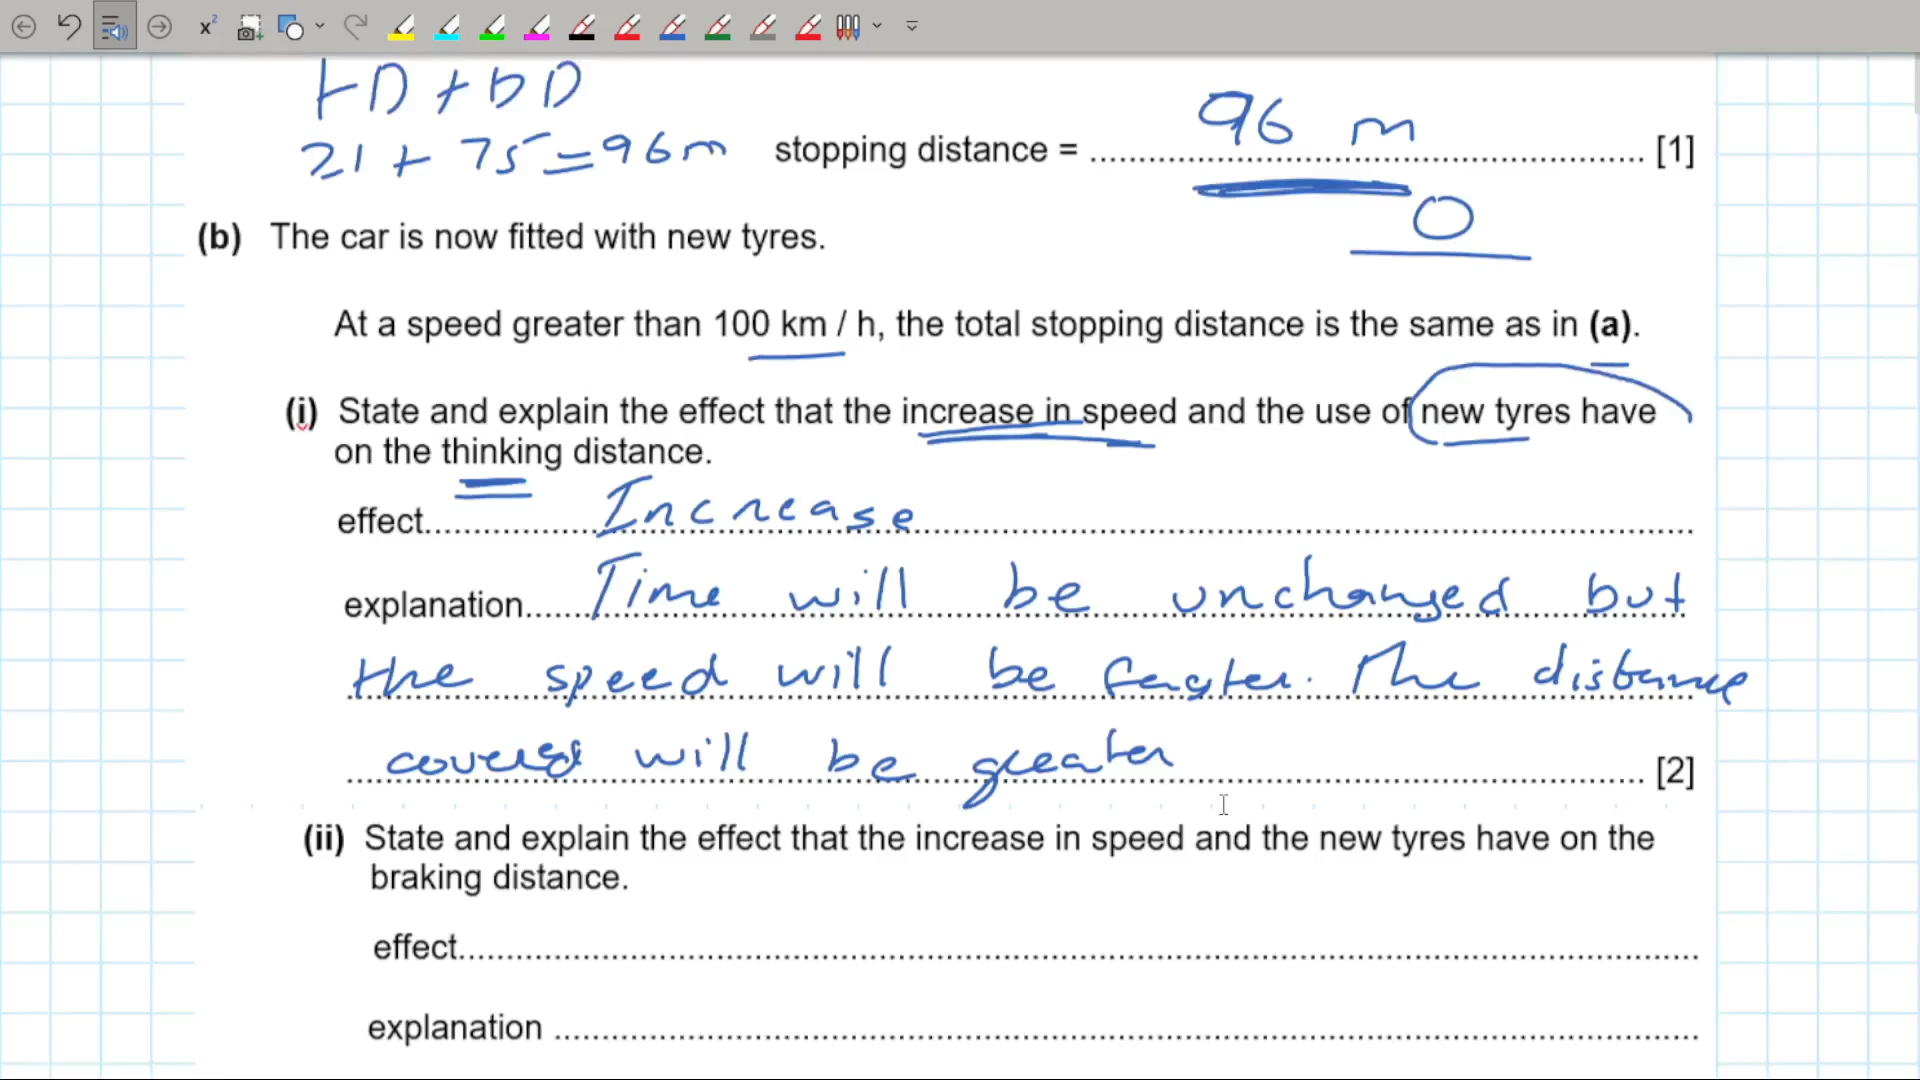 x²
tD + bD
21 + 75 = 96m stopping distance = 96 m [1]
0
(b) The car is now fitted with new tyres.
At a speed greater than 100 km / h, the total stopping distance is the same as in (a).
(i) State and explain the effect that the increase in speed and the use of new tyres have
on the thinking distance.
effect Increase
explanation Time will be unchanged but
the speed will be faster. The distance
covered will be greater [2]
(ii) State and explain the effect that the increase in speed and the new tyres have on the
braking distance.
effect
explanation